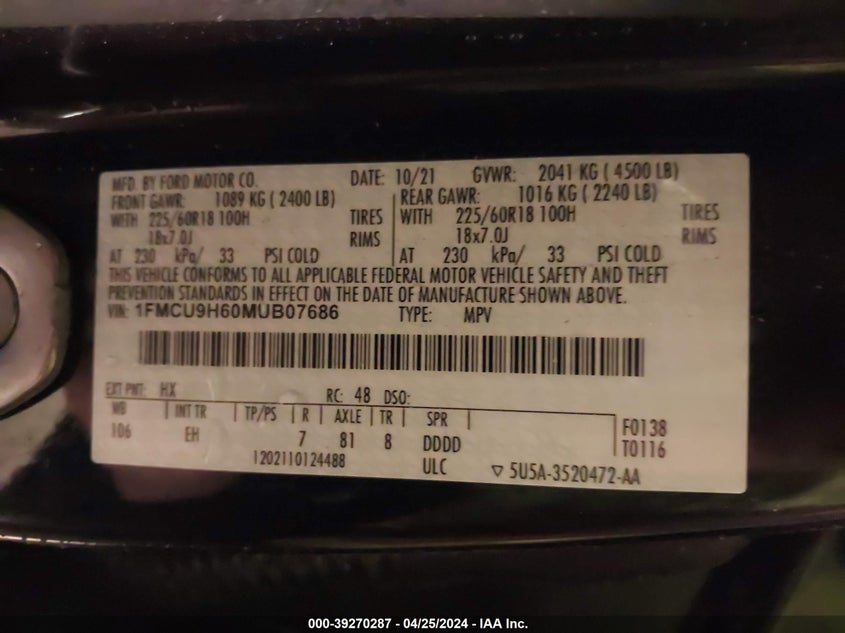 MFD. BY FORD MOTOR CO. DATE: 10/21 GVWR: 2041 KG ( 4500 LB)
FRONT GAWR: 1089 KG ( 2400 LB) REAR GAWR: 1016 KG ( 2240 LB)
WITH 225/60R18 100H TIRES WITH 225/60R18 100H TIRES
18x7.0J RIMS 18x7.0J RIMS
AT 230 kPa/ 33 PSI COLD AT 230 kPa/ 33 PSI COLD
THIS VEHICLE CONFORMS TO ALL APPLICABLE FEDERAL MOTOR VEHICLE SAFETY AND THEFT
PREVENTION STANDARDS IN EFFECT ON THE DATE OF MANUFACTURE SHOWN ABOVE.
VIN: 1FMCU9H60MUB07686 TYPE: MPV
EXT PNT: HX RC: 48 DSO:
WB INT TR TP/PS R AXLE TR SPR F0138
106 EH 7 81 8 DDDD T0116
1202110124488 ULC ▽ 5U5A-3520472-AA
000-39270287 - 04/25/2024 - IAA Inc.